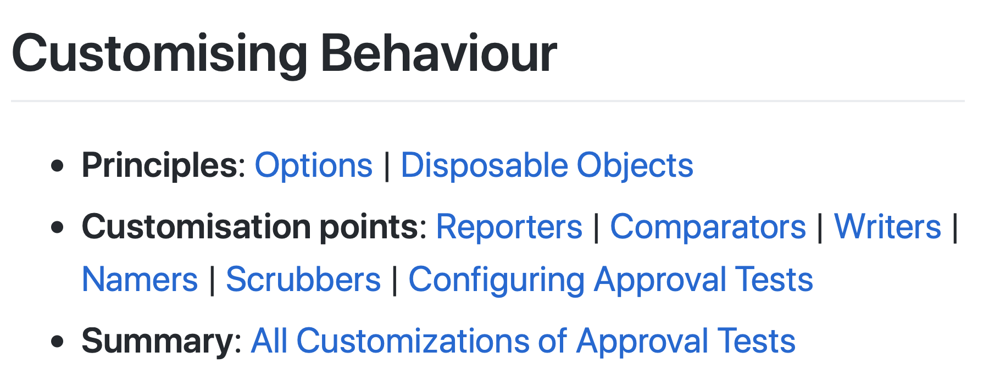 Customising Behaviour
• Principles: Options | Disposable Objects
• Customisation points: Reporters | Comparators | Writers |
Namers | Scrubbers | Configuring Approval Tests
• Summary: All Customizations of Approval Tests